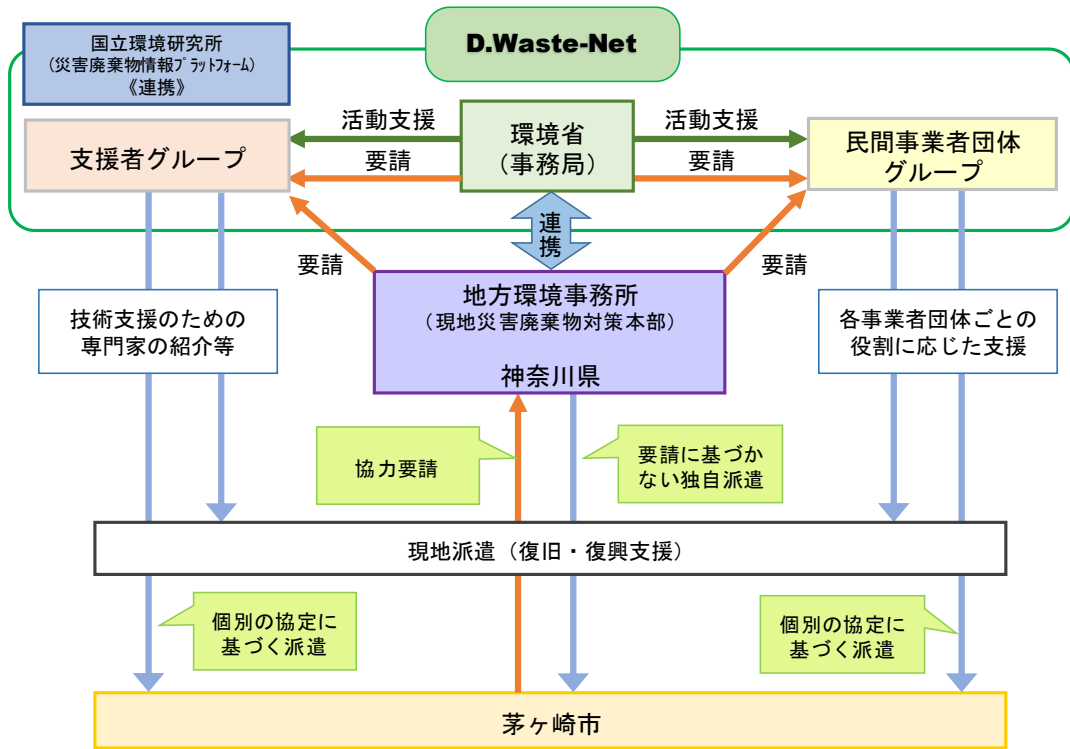 D.Waste-Net
国立環境研究所
（災害廃棄物情報ﾌﾟﾗｯﾄﾌｫｰﾑ）
《連携》
支援者グループ
活動支援
要請
環境省
（事務局）
活動支援
要請
民間事業者団体
グループ
連
携
要請
要請
地方環境事務所
（現地災害廃棄物対策本部）
神奈川県
技術支援のための
専門家の紹介等
各事業者団体ごとの
役割に応じた支援
協力要請
要請に基づか
ない独自派遣
現地派遣（復旧・復興支援）
個別の協定に
基づく派遣
個別の協定に
基づく派遣
茅ヶ崎市